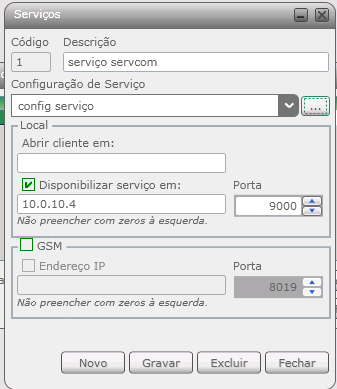 Serviços
Código Descrição
1 serviço servcom
Configuração de Serviço
config serviço ...
Local
Abrir cliente em:
Disponibilizar serviço em: Porta
10.0.10.4 9000
Não preencher com zeros à esquerda.
GSM
Endereço IP Porta
8019
Não preencher com zeros à esquerda.
Novo Gravar Excluir Fechar